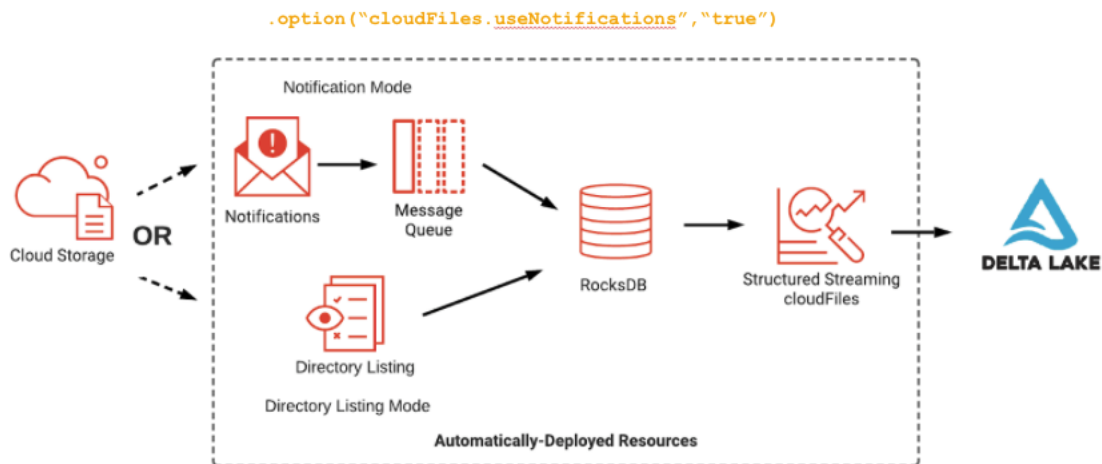 .option(“cloudFiles.useNotifications”,“true”)
Notification Mode
Notifications
Message
Queue
Cloud Storage
OR
RocksDB
Structured Streaming
cloudFiles
DELTA LAKE
Directory Listing
Directory Listing Mode
Automatically-Deployed Resources